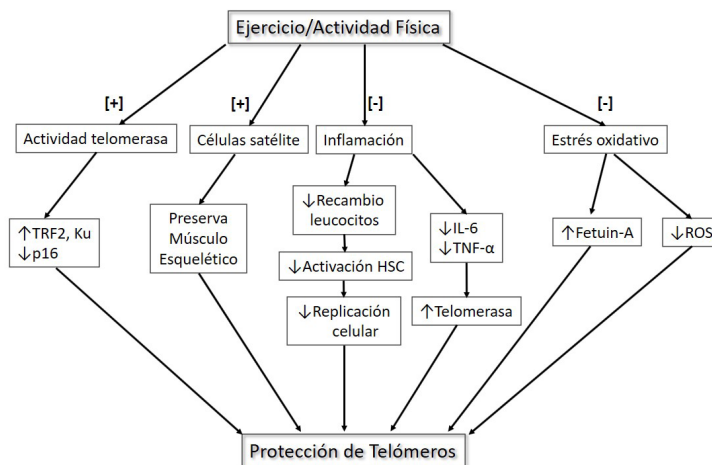 Ejercicio/Actividad Física
[+]
[+]
[-]
[-]
Actividad telomerasa
Células satélite
Inflamación
Estrés oxidativo
↑TRF2, Ku
↓p16
Preserva
Músculo
Esquelético
↓Recambio
leucocitos
↓Activación HSC
↓Replicación
celular
↓IL-6
↓TNF-α
↑Telomerasa
↑Fetuin-A
↓ROS
Protección de Telómeros